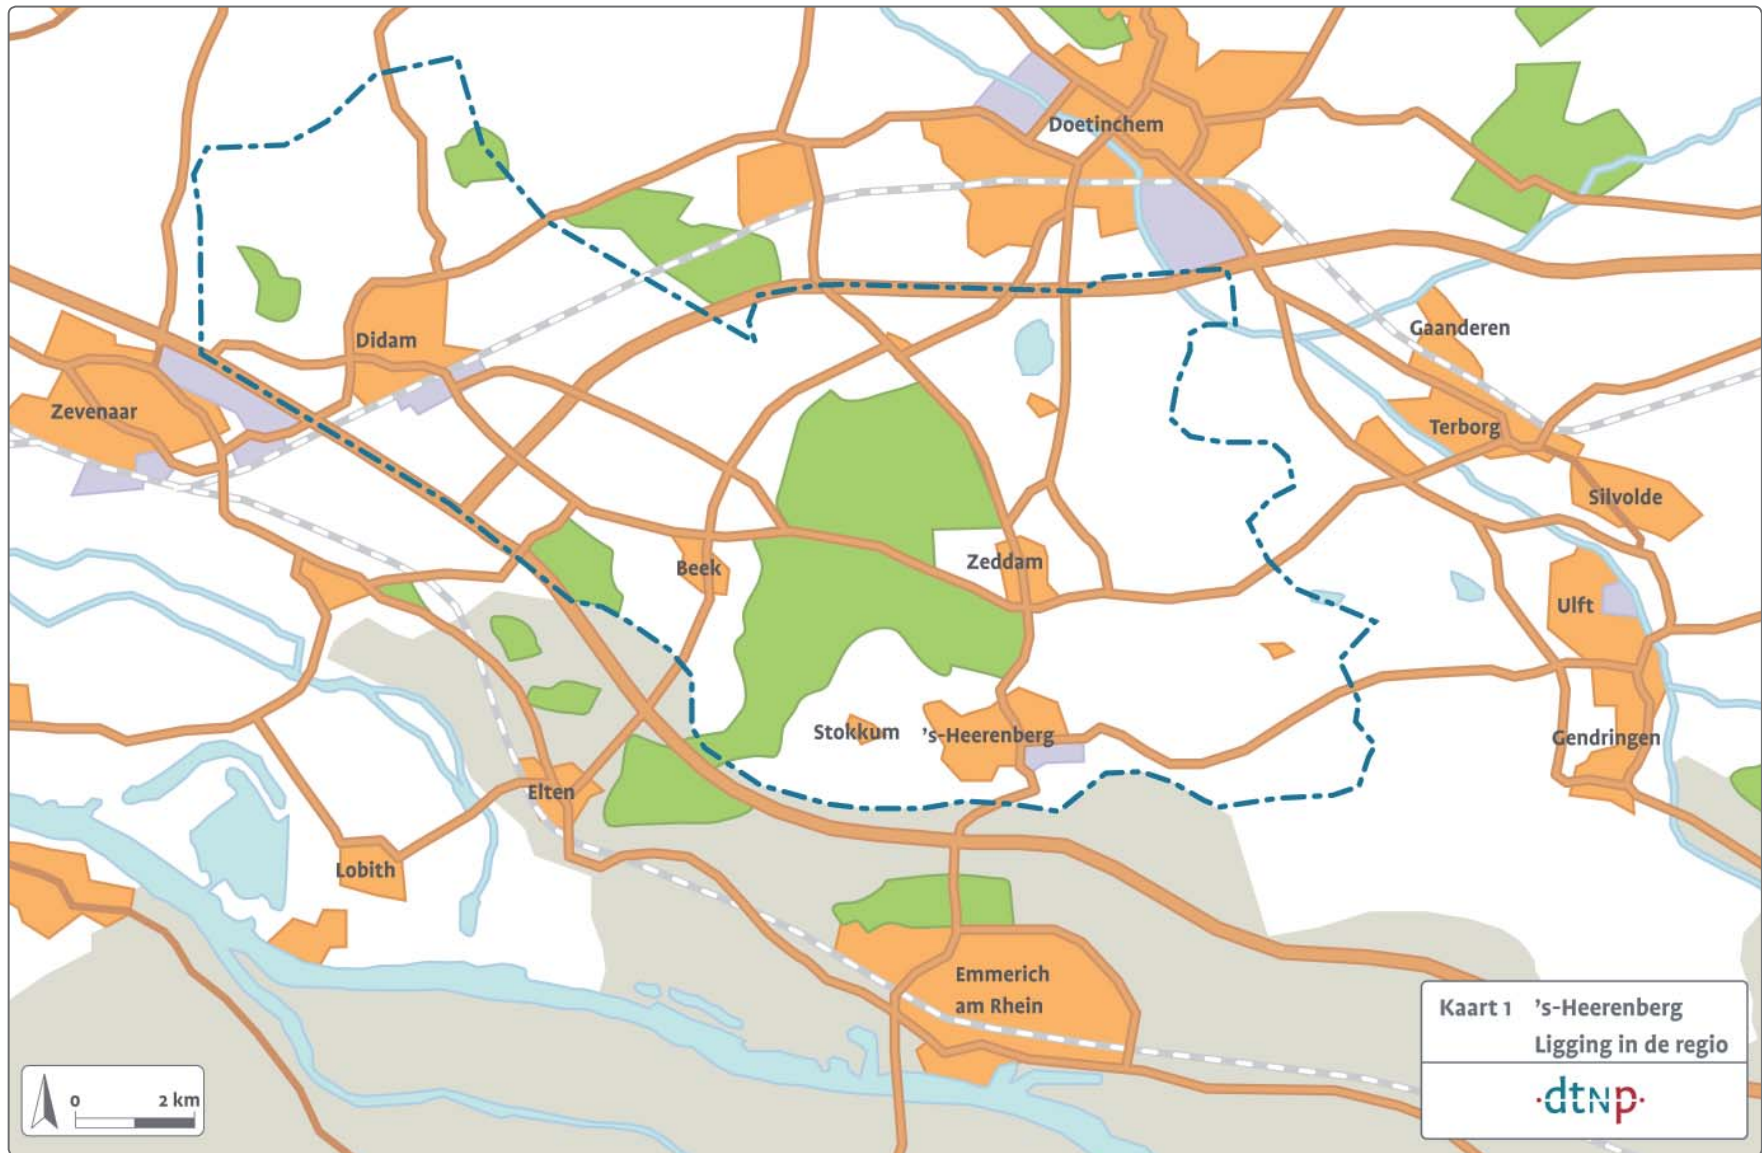 Doetinchem
Gaanderen
Didam
Zevenaar
Terborg
Silvolde
Beek
Zeddam
Ulft
Stokkum
's-Heerenberg
Gendringen
Elten
Lobith
Emmerich
am Rhein
Kaart 1 's-Heerenberg
Ligging in de regio
0 2 km
·dtNp·